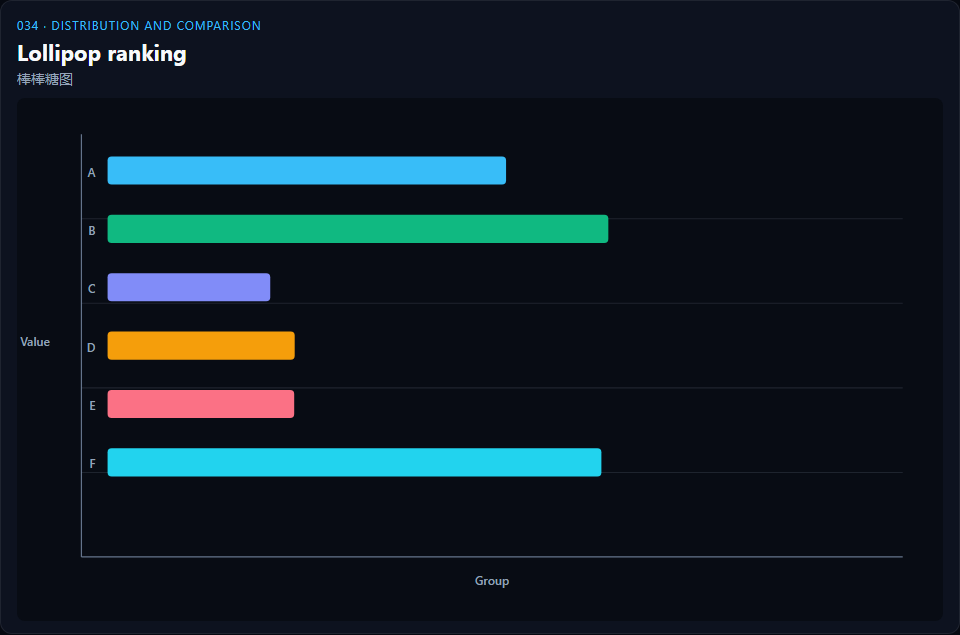 034 · DISTRIBUTION AND COMPARISON
Lollipop ranking
棒棒糖图
A
B
C
D
E
F
Value
Group